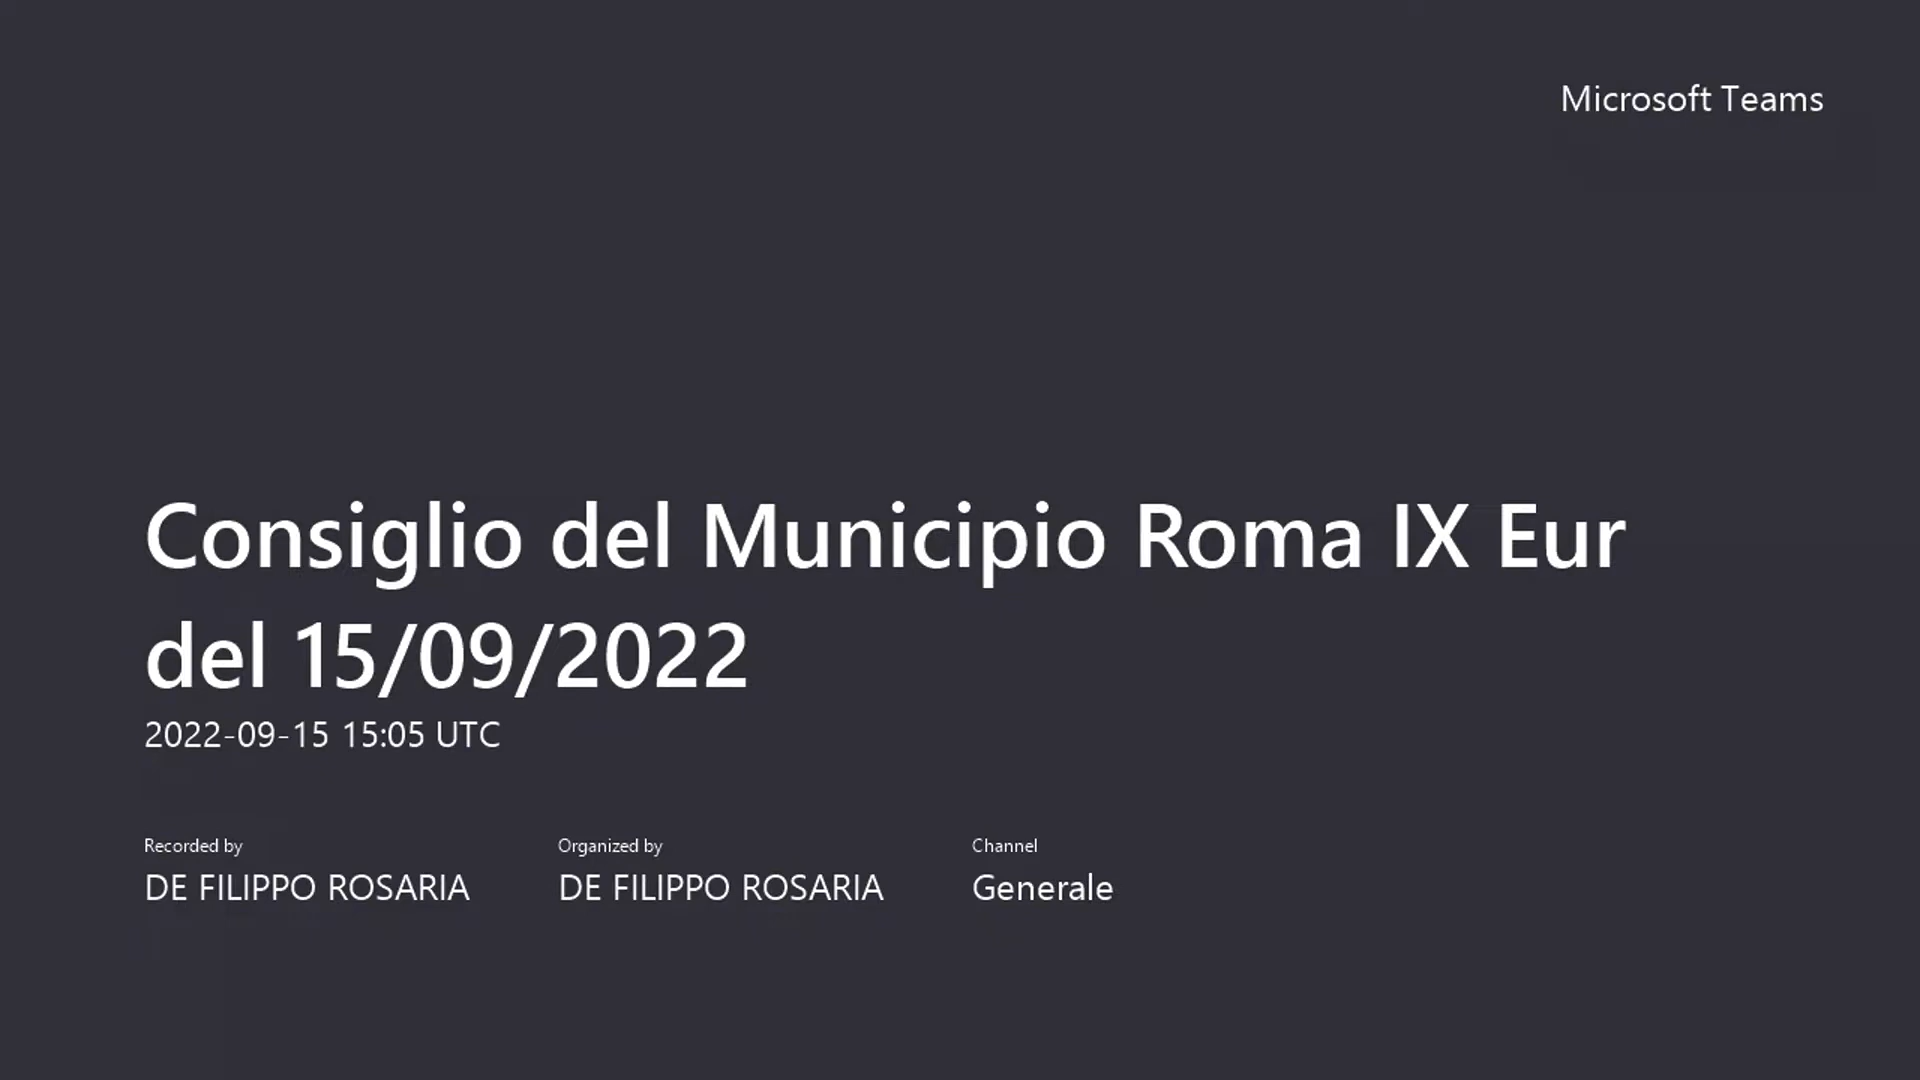 Microsoft Teams
Consiglio del Municipio Roma IX Eur
del 15/09/2022
2022-09-15 15:05 UTC
Recorded by
DE FILIPPO ROSARIA
Organized by
DE FILIPPO ROSARIA
Channel
Generale